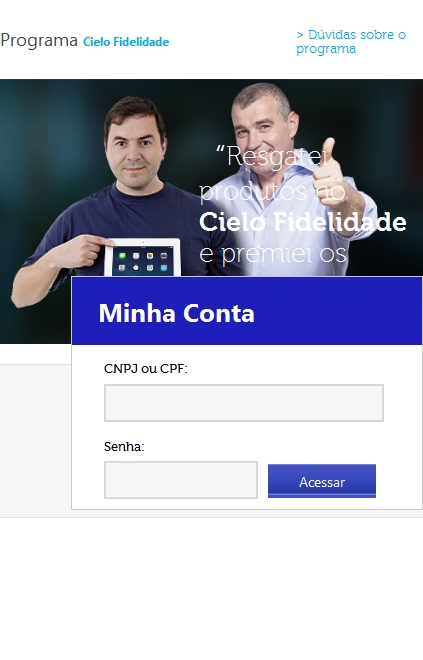 Programa Cielo Fidelidade
> Dúvidas sobre o
programa
“Resgatei
produtos no
Cielo Fidelidade
e premiei os
Minha Conta
CNPJ ou CPF:
Senha:
Acessar